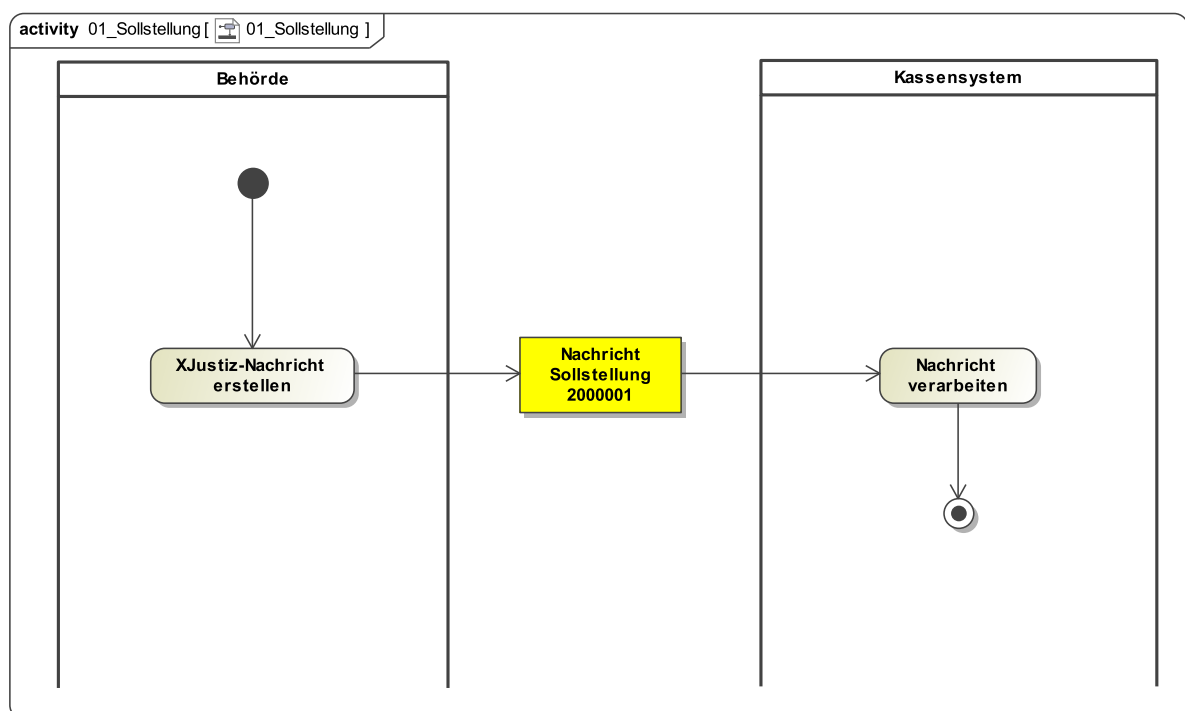 activity 01_Sollstellung [ 01_Sollstellung ]
Behörde
Kassensystem
XJustiz-Nachricht
erstellen
Nachricht
Sollstellung
2000001
Nachricht
verarbeiten